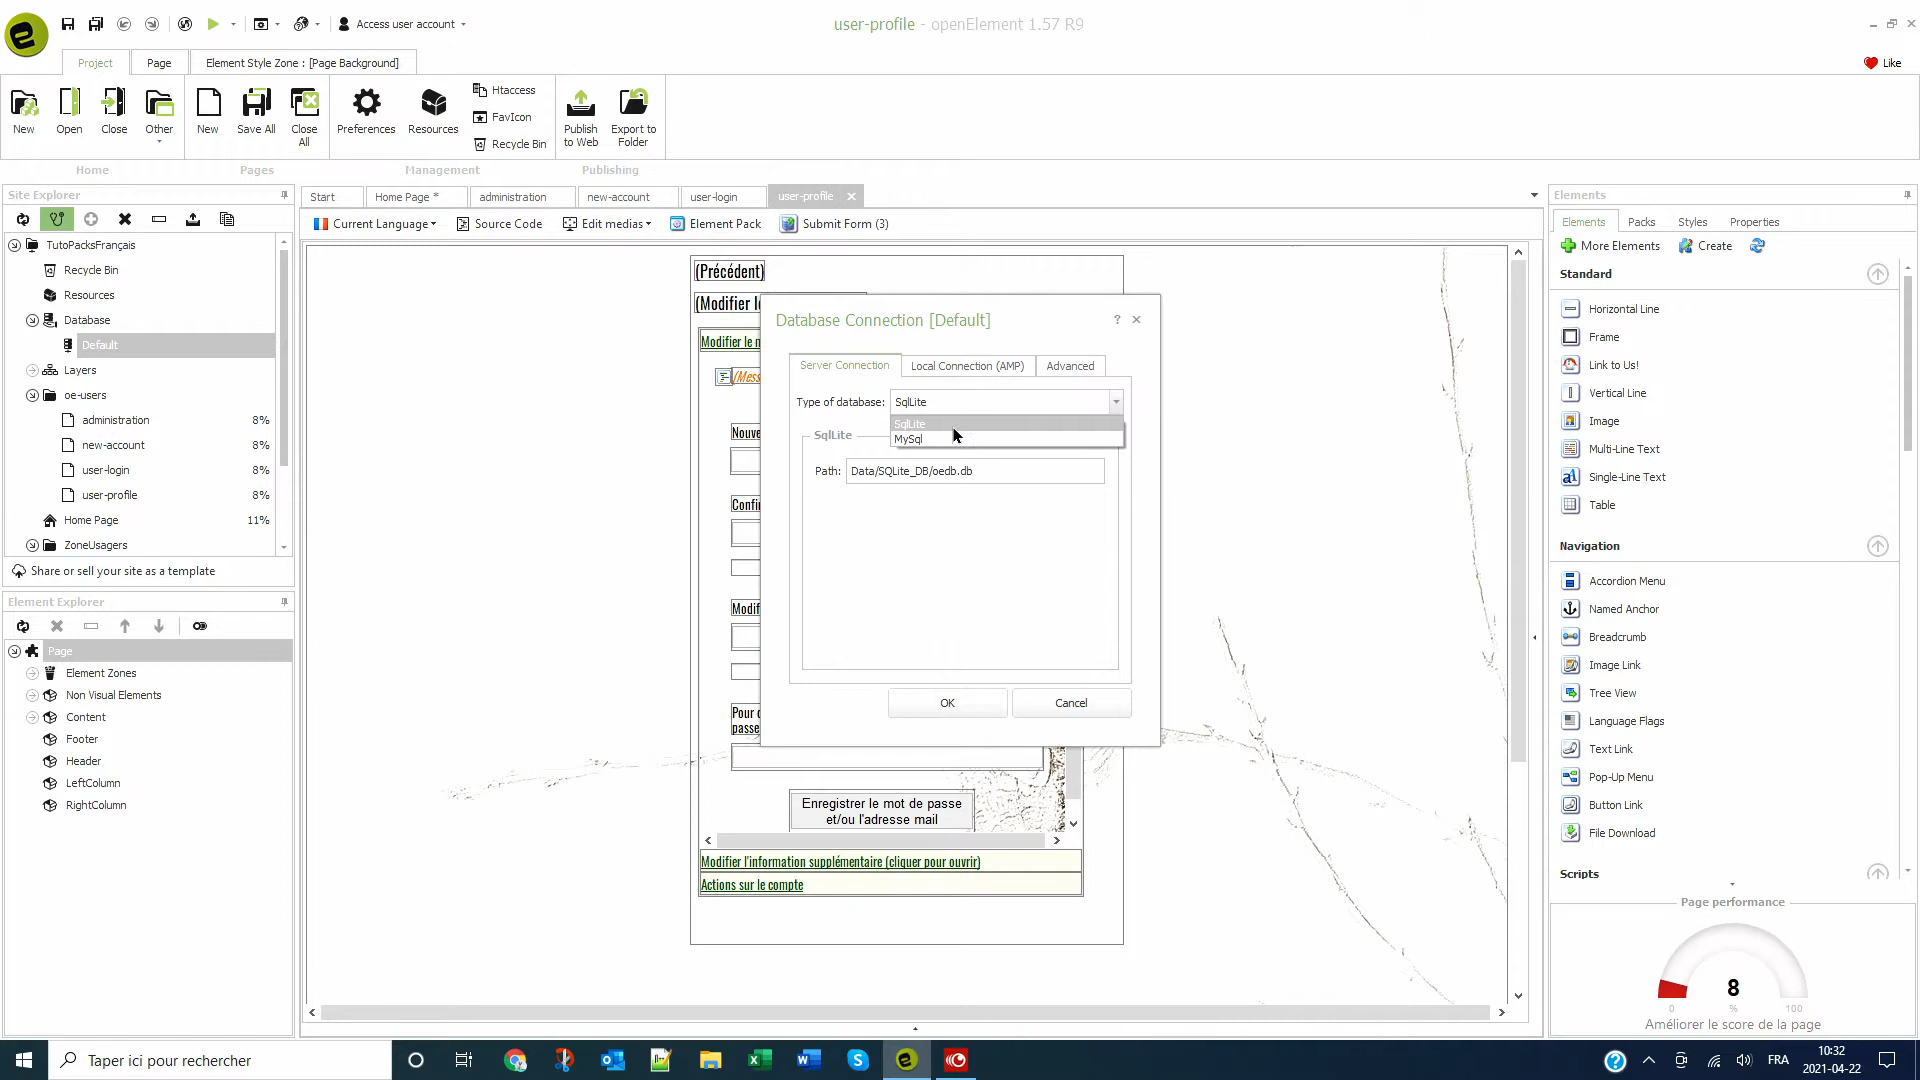 Access user account
user-profile - openElement 1.57 R9
Project
Page
Element Style Zone : [Page Background]
Like
New
Open
Close
Other
New
Save All
Close
All
Preferences
Resources
Htaccess
FavIcon
Recycle Bin
Publish
to Web
Export to
Folder
Home
Pages
Management
Publishing
Site Explorer
TutoPacksFrançais
Recycle Bin
Resources
Database
Default
Layers
oe-users
administration 8%
new-account 8%
user-login 8%
user-profile 8%
Home Page 11%
ZoneUsagers
Share or sell your site as a template
Element Explorer
Page
Element Zones
Non Visual Elements
Content
Footer
Header
LeftColumn
RightColumn
Start
Home Page *
administration
new-account
user-login
user-profile
Current Language
Source Code
Edit medias
Element Pack
Submit Form (3)
(Précédent)
(Modifier le
Modifier le n
(Mess
Nouve
Confir
Modif
Pour c
passe
Enregistrer le mot de passe
et/ou l'adresse mail
Modifier l'information supplémentaire (cliquer pour ouvrir)
Actions sur le compte
Database Connection [Default]
?
Server Connection
Local Connection (AMP)
Advanced
Type of database: SqlLite
SqlLite
MySql
SqlLite
Path: Data/SQLite_DB/oedb.db
OK
Cancel
Elements
Elements
Packs
Styles
Properties
More Elements
Create
Standard
Horizontal Line
Frame
Link to Us!
Vertical Line
Image
Multi-Line Text
Single-Line Text
Table
Navigation
Accordion Menu
Named Anchor
Breadcrumb
Image Link
Tree View
Language Flags
Text Link
Pop-Up Menu
Button Link
File Download
Scripts
Page performance
8
0 % 100
Améliorer le score de la page
Taper ici pour rechercher
FRA
10:32
2021-04-22